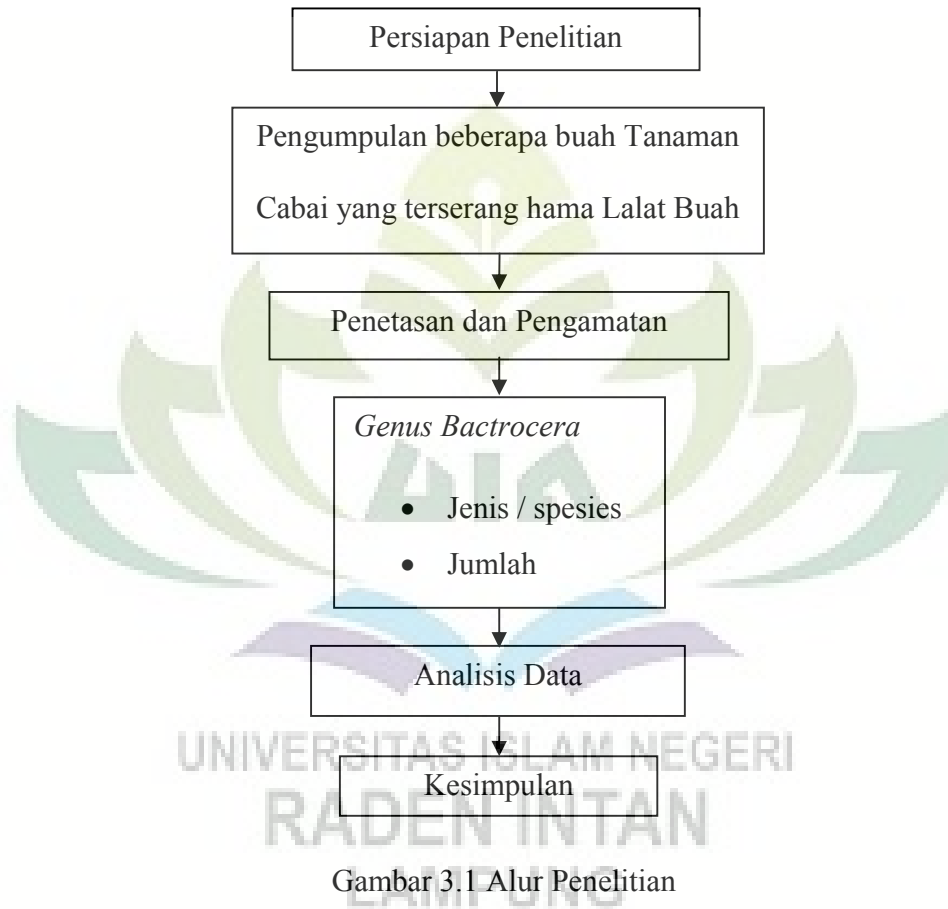 Persiapan Penelitian
Pengumpulan beberapa buah Tanaman
Cabai yang terserang hama Lalat Buah
Penetasan dan Pengamatan
Genus Bactrocera
• Jenis / spesies
• Jumlah
Analisis Data
UNIVERSITAS ISLAM NEGERI
Kesimpulan
RADEN INTAN
LAMPUNG
Gambar 3.1 Alur Penelitian